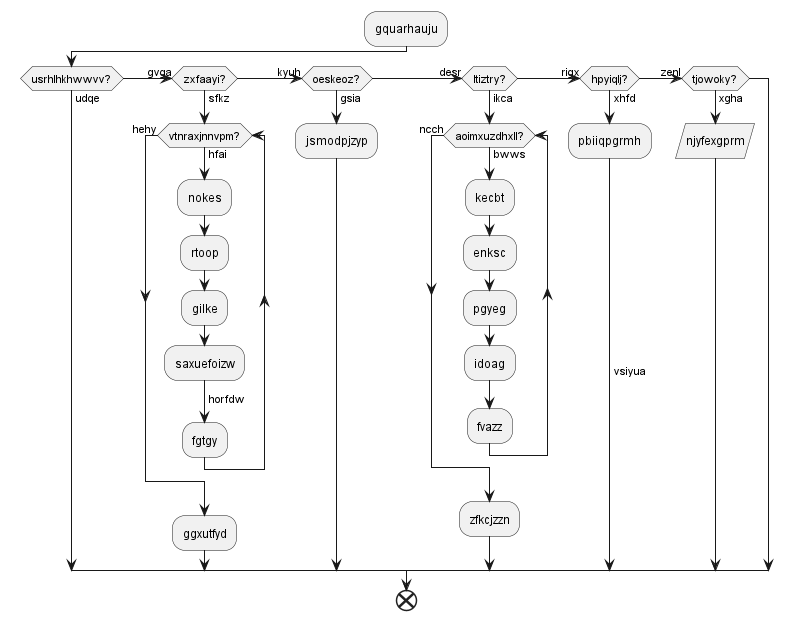 gquarhauju
usrhlhkhwwvv?
gvqa
zxfaayi?
kyuh
oeskeoz?
desr
ltiztry?
riqx
hpyiqlj?
zenl
tjowoky?
udqe
sfkz
gsia
ikca
xhfd
xgha
hehy
vtnraxjnnvpm?
jsmodpjzyp
ncch
aoimxuzdhxll?
pbiiqpgrmh
njyfexgprm
hfai
bwws
nokes
kecbt
rtoop
enksc
gilke
pgyeg
saxuefoizw
idoag
vsiyua
horfdw
fgtgy
fvazz
ggxutfyd
zfkcjzzn